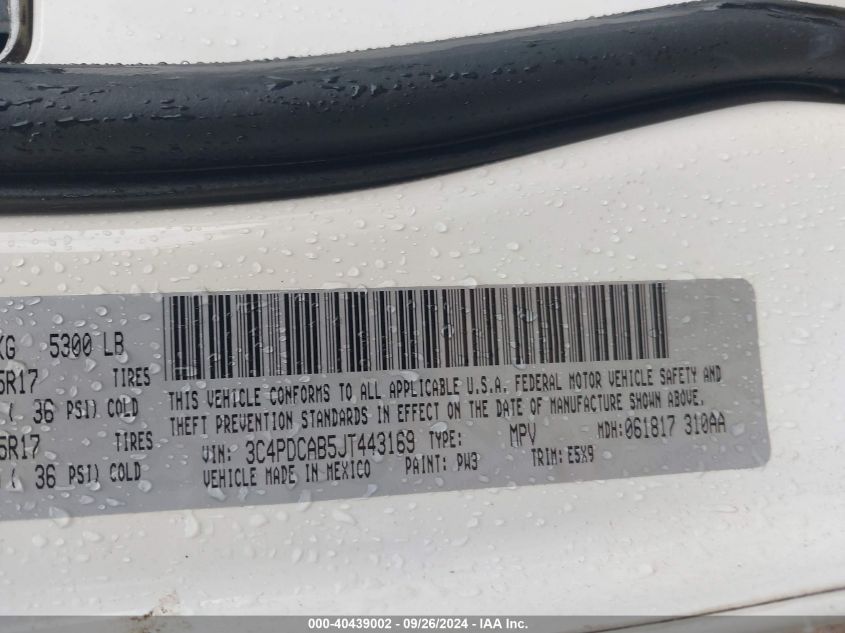 KG 5300 LB
5R17 TIRES
( 36 PSI) COLD
5R17 TIRES
( 36 PSI) COLD
THIS VEHICLE CONFORMS TO ALL APPLICABLE U.S.A. FEDERAL MOTOR VEHICLE SAFETY AND
THEFT PREVENTION STANDARDS IN EFFECT ON THE DATE OF MANUFACTURE SHOWN ABOVE.
VIN: 3C4PDCAB5JT443169 TYPE: MPV MDH:061817 310AA
VEHICLE MADE IN MEXICO PAINT: PW3 TRIM: E5X9
000-40439002 - 09/26/2024 - IAA Inc.